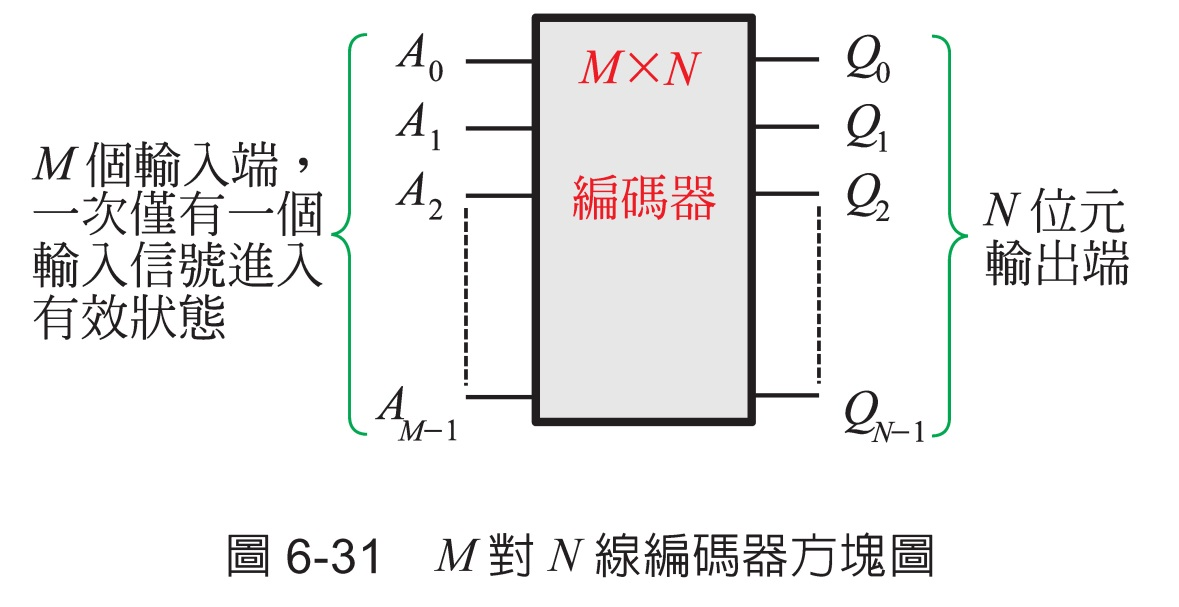 M 個輸入端，
一次僅有一個
輸入信號進入
有效狀態
A0
A1
A2
AM−1
M×N
編碼器
Q0
Q1
Q2
QN−1
N 位元
輸出端
圖 6-31 M 對 N 線編碼器方塊圖